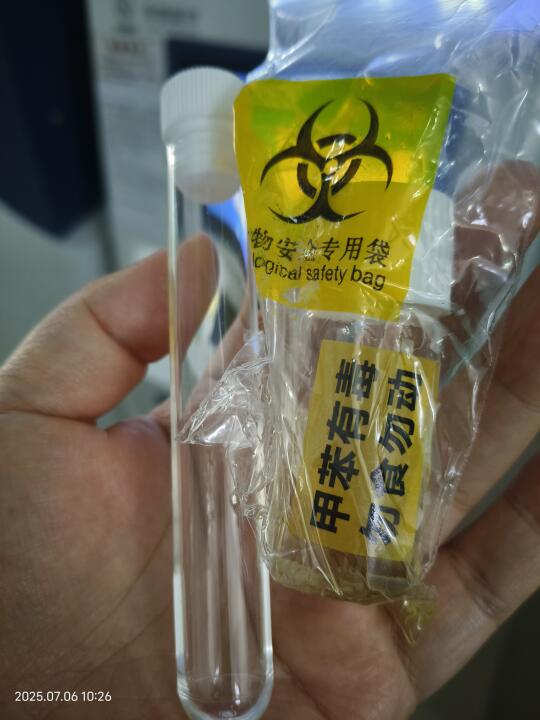 物安全专用袋
ological safety bag
甲苯有毒
勿食勿动
2025.07.06 10:26